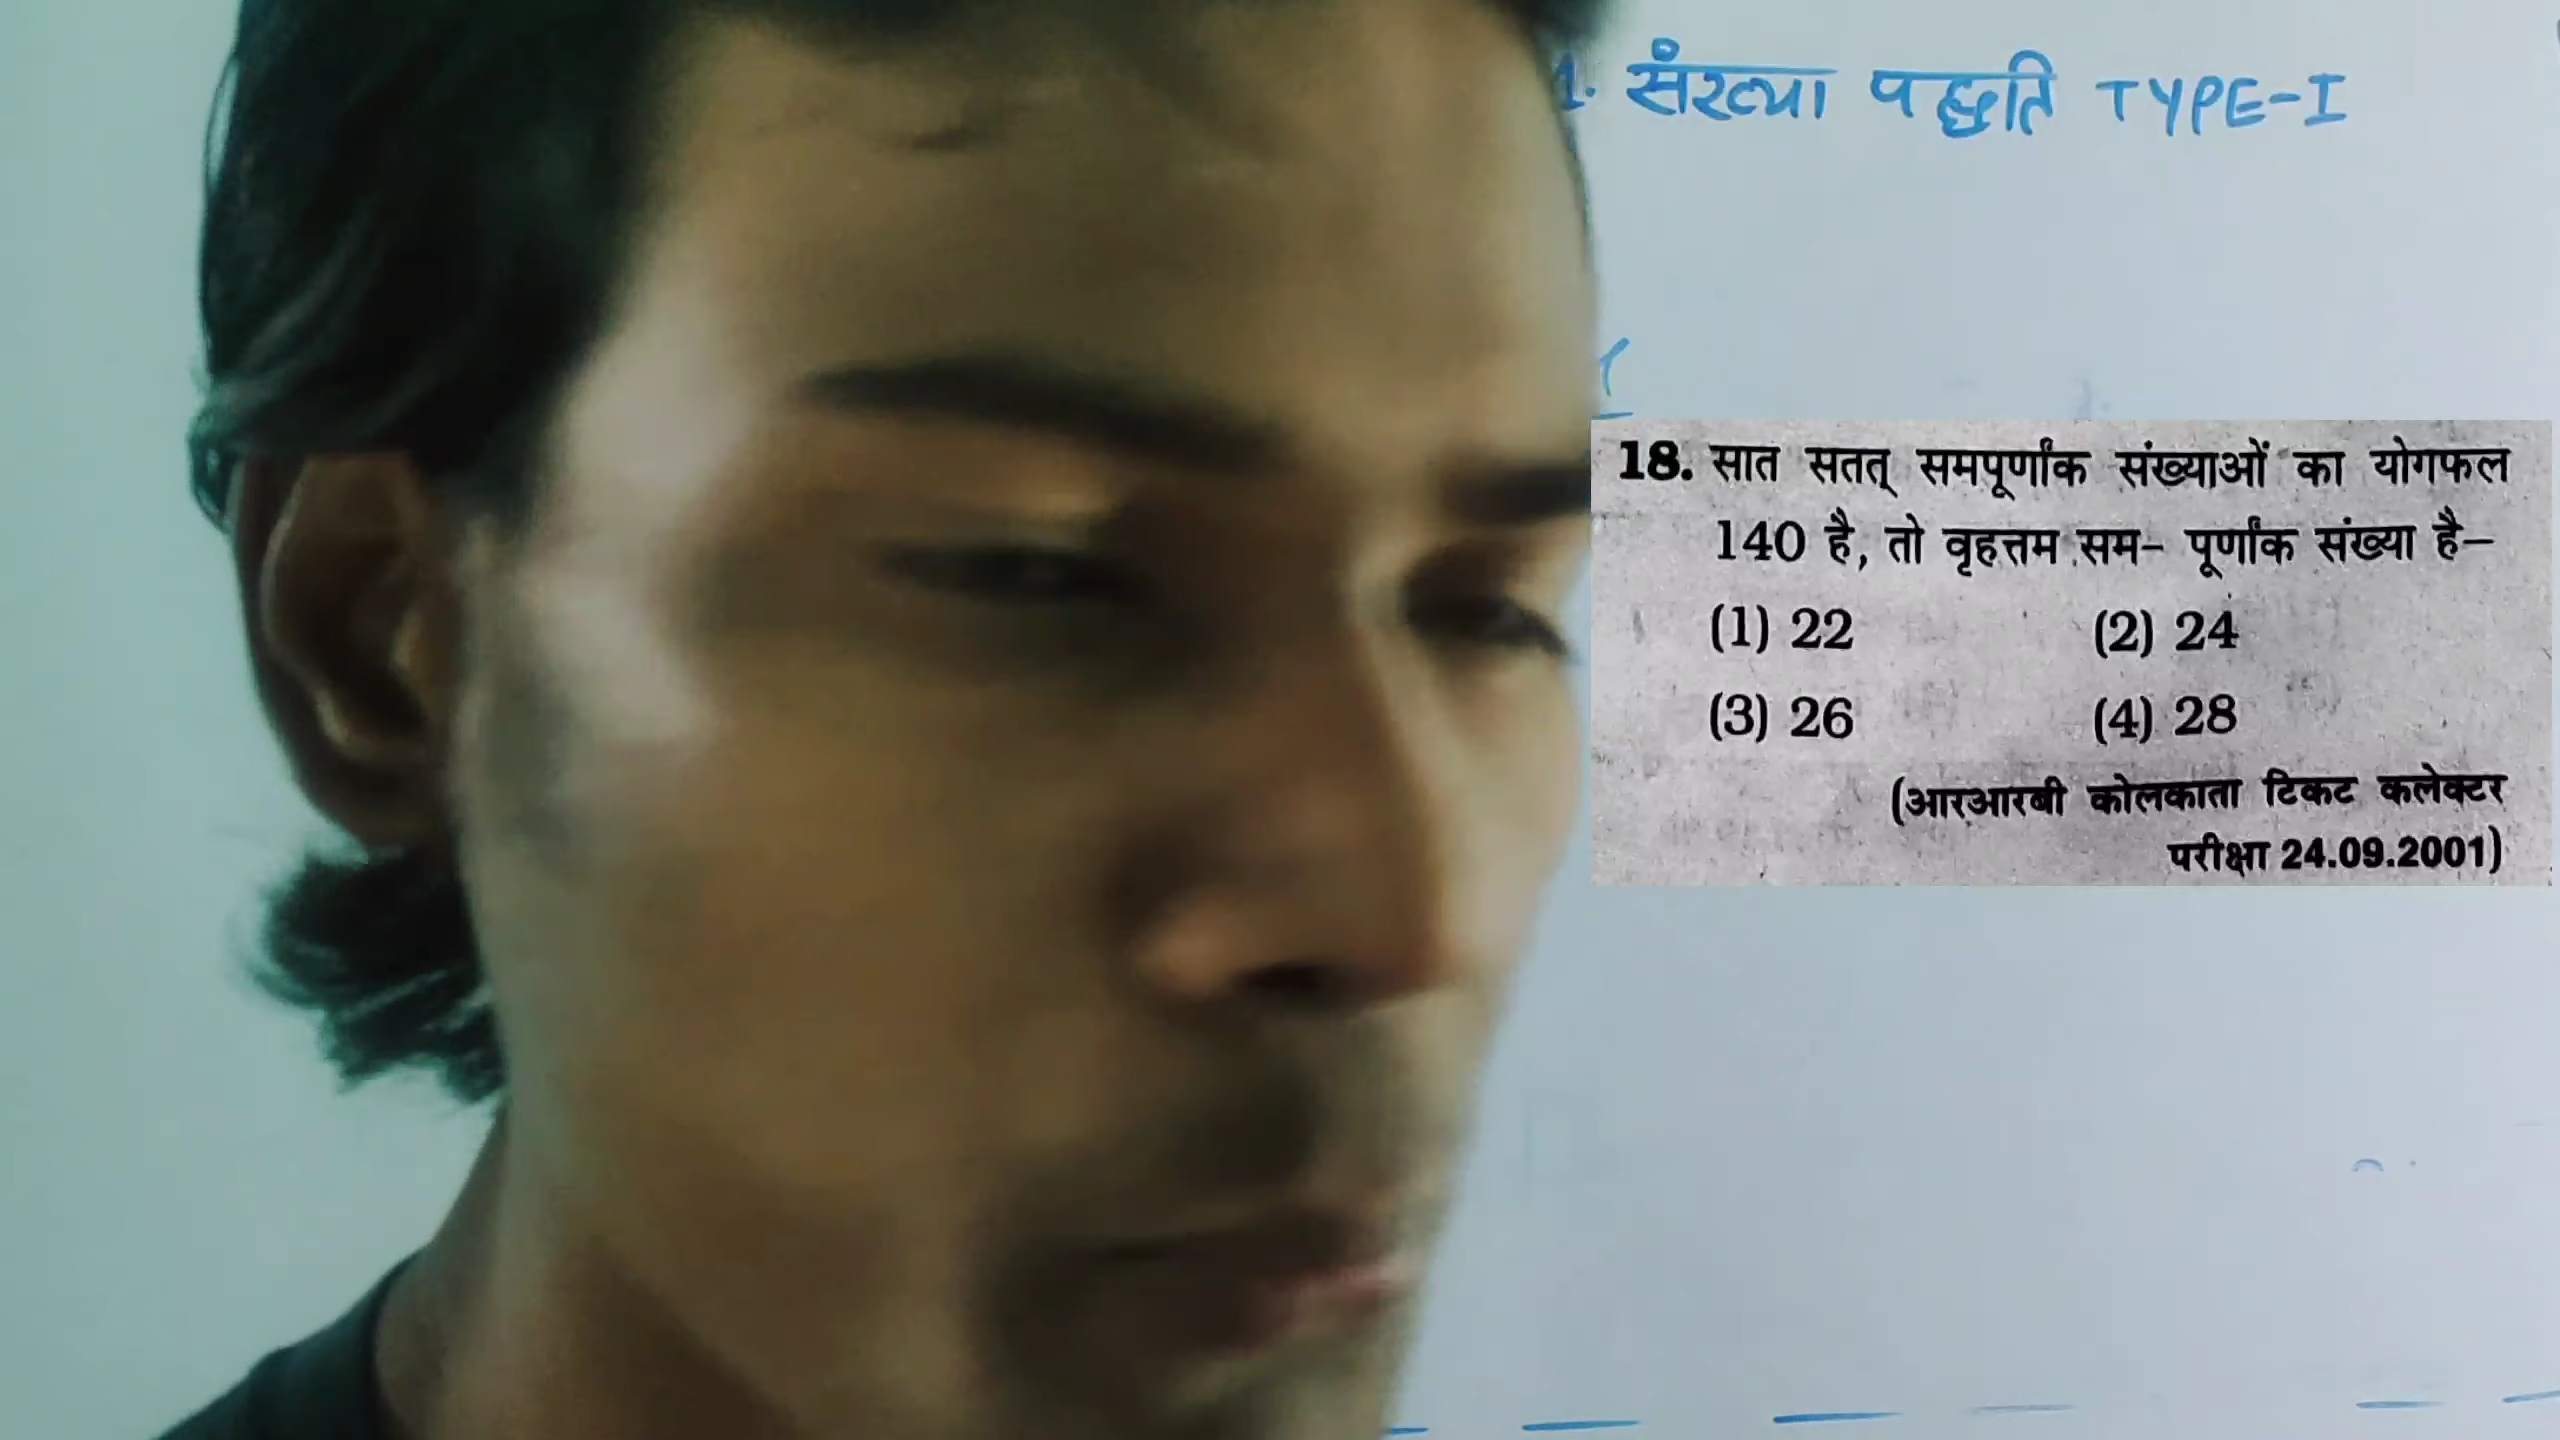 1. संख्या पद्धति TYPE-I
18. सात सतत् समपूर्णांक संख्याओं का योगफल
140 है, तो वृहत्तम सम- पूर्णांक संख्या है-
(1) 22 (2) 24
(3) 26 (4) 28
(आरआरबी कोलकाता टिकट कलेक्टर
परीक्षा 24.09.2001)